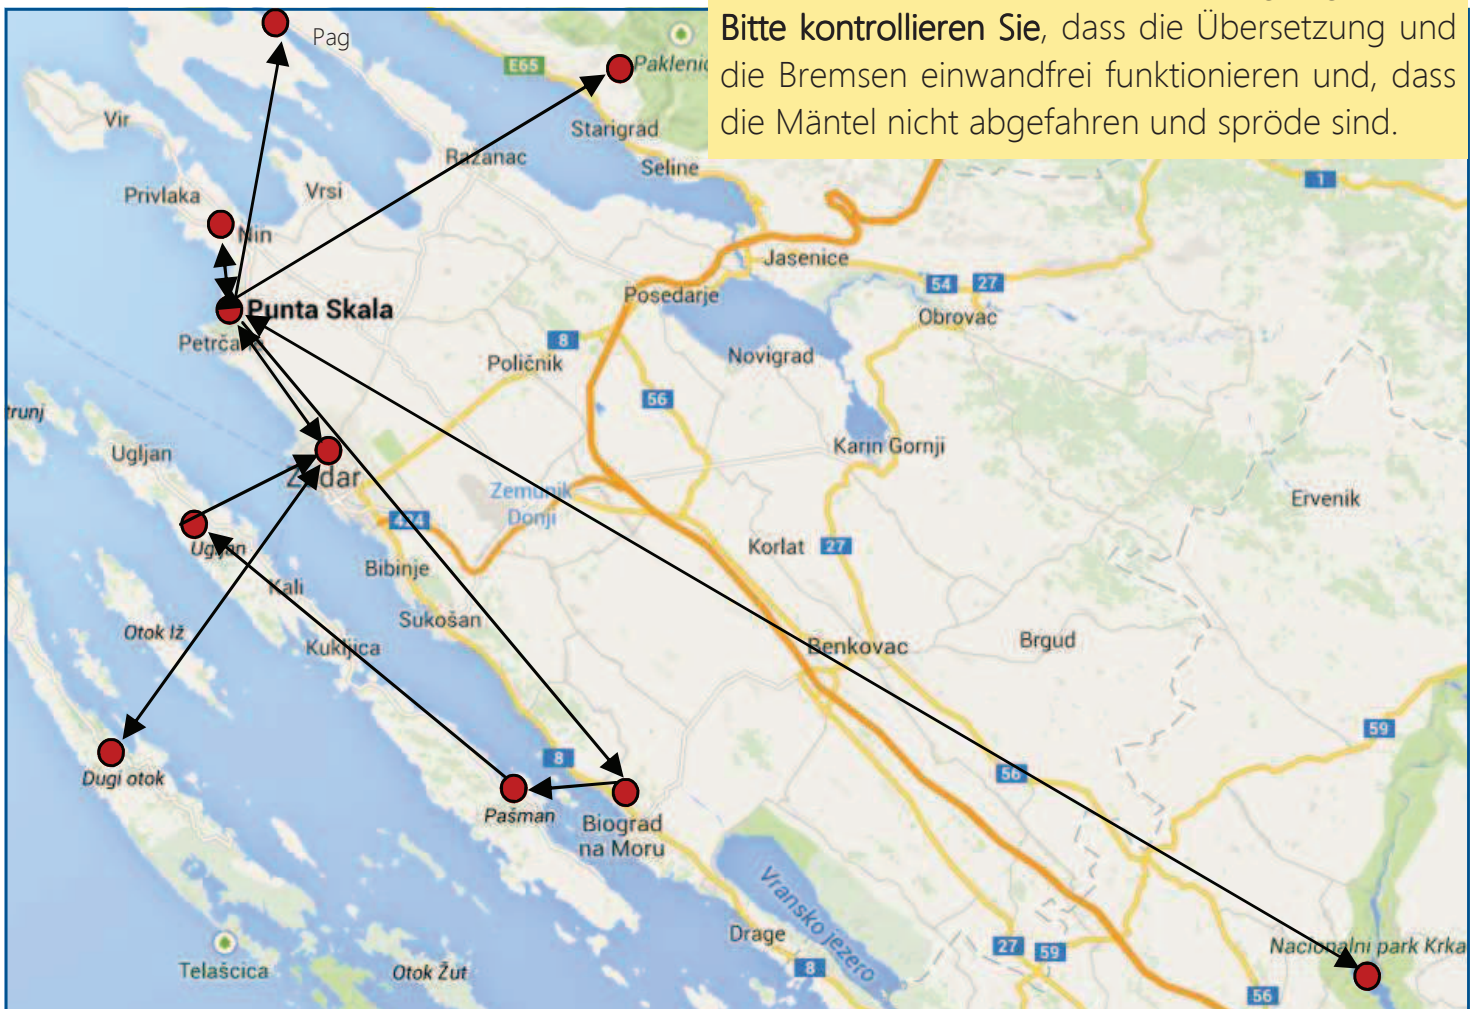 Bitte kontrollieren Sie, dass die Übersetzung und
die Bremsen einwandfrei funktionieren und, dass
die Mäntel nicht abgefahren und spröde sind.
Pag
E65
Starigrad
Vir
Ražanac
Seline
1
Privlaka
Vrsi
Nin
Jasenice
54
27
Posedarje
Punta Skala
Obrovac
8
Novigrad
Poličnik
56
Ugljan
Karin Gornji
Zadar
Zemunik
Donji
Ervenik
424
Ugljan
Korlat
27
Bibinje
Kali
Sukošan
Otok Iž
Kukljica
Benkovac
Brgud
59
8
56
Dugi otok
Pašman
Biograd
na Moru
Vransko jezero
Drage
27
59
Nacionalni park Krka
Telašcica
Otok Žut
8
56